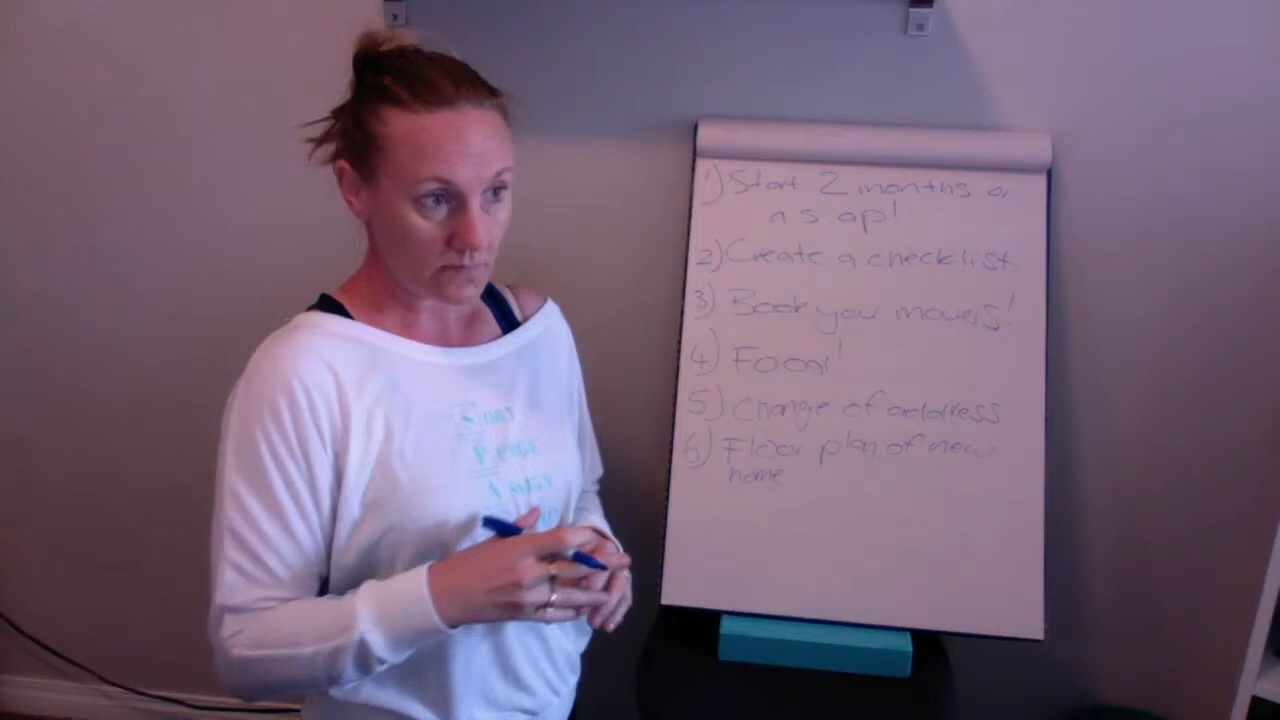 1) Start 2 months or
asap!
2) Create a checklist
3) Book your movers!
4) Food!
5) Change of address
6) Floor plan of new
home